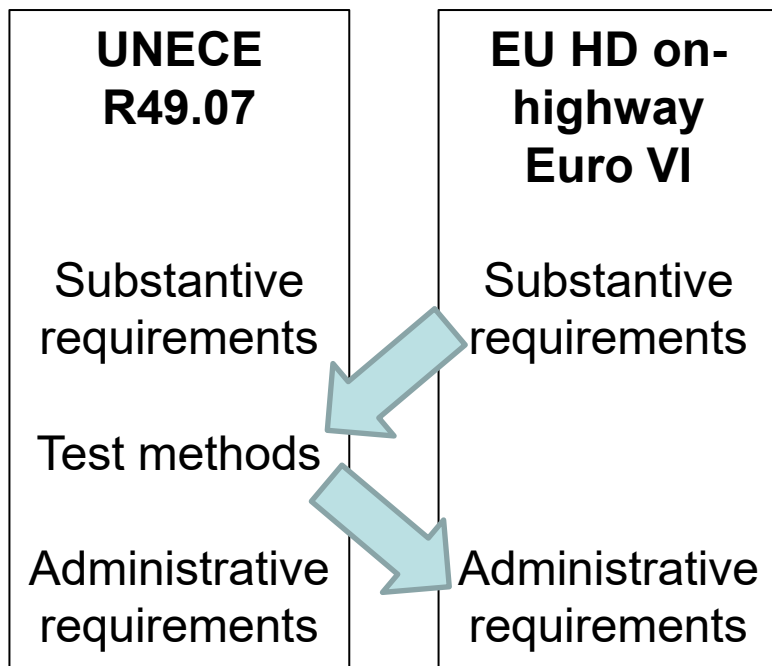 UNECE
R49.07
Substantive
requirements
Test methods
Administrative
requirements
EU HD on-
highway
Euro VI
Substantive
requirements
Administrative
requirements